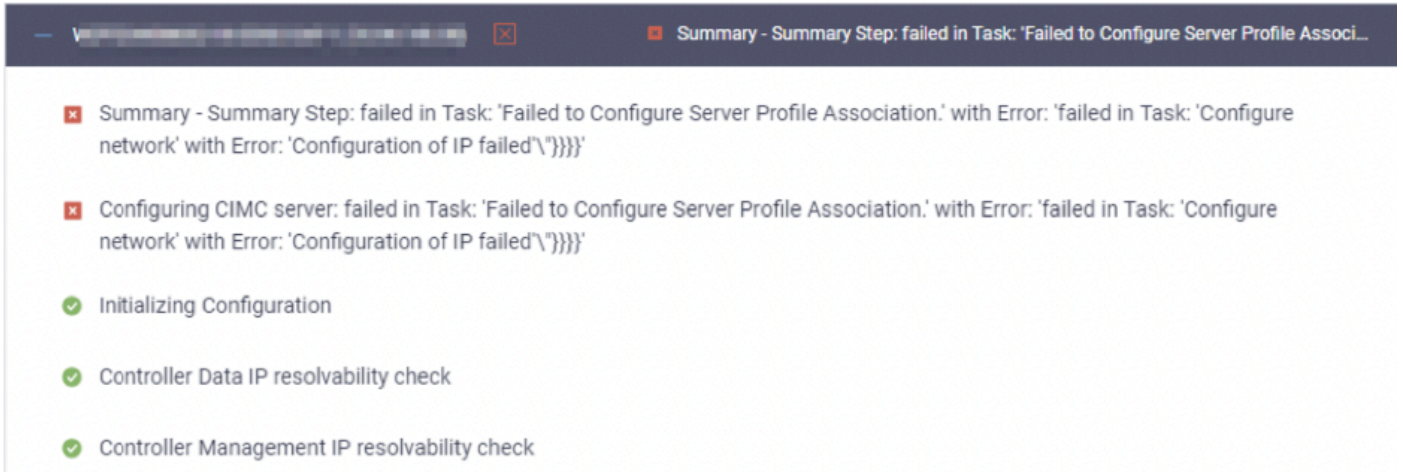 Summary - Summary Step: failed in Task: 'Failed to Configure Server Profile Associ...
Summary - Summary Step: failed in Task: 'Failed to Configure Server Profile Association.' with Error: 'failed in Task: 'Configure
network' with Error: 'Configuration of IP failed'\"}}}}'
Configuring CIMC server: failed in Task: 'Failed to Configure Server Profile Association.' with Error: 'failed in Task: 'Configure
network' with Error: 'Configuration of IP failed'\"}}}}'
Initializing Configuration
Controller Data IP resolvability check
Controller Management IP resolvability check